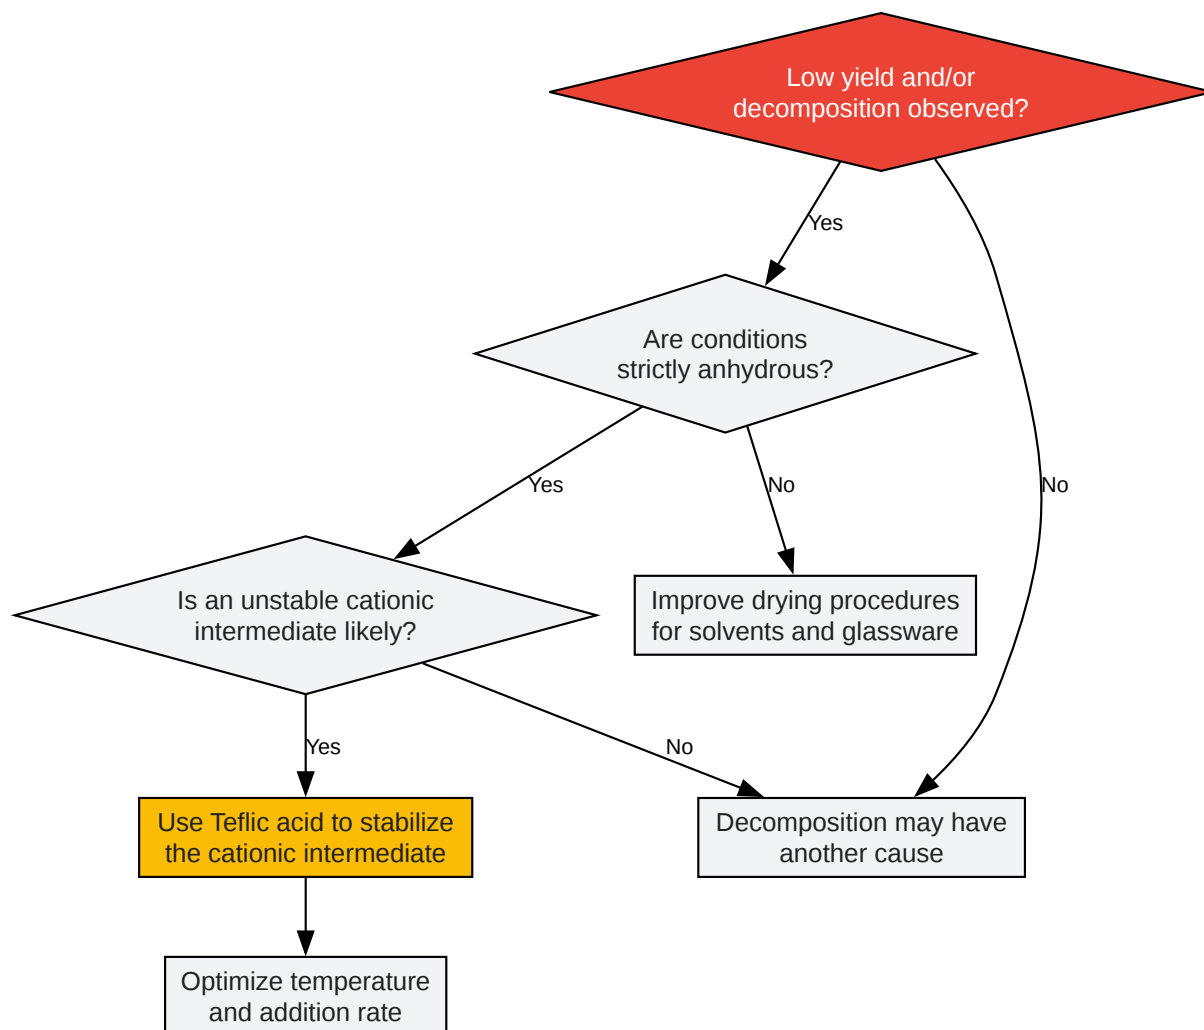 Low yield and/or
decomposition observed?
Yes
Are conditions
strictly anhydrous?
Yes
No
No
Is an unstable cationic
intermediate likely?
Improve drying procedures
for solvents and glassware
Yes
No
Use Teflic acid to stabilize
the cationic intermediate
Decomposition may have
another cause
Optimize temperature
and addition rate